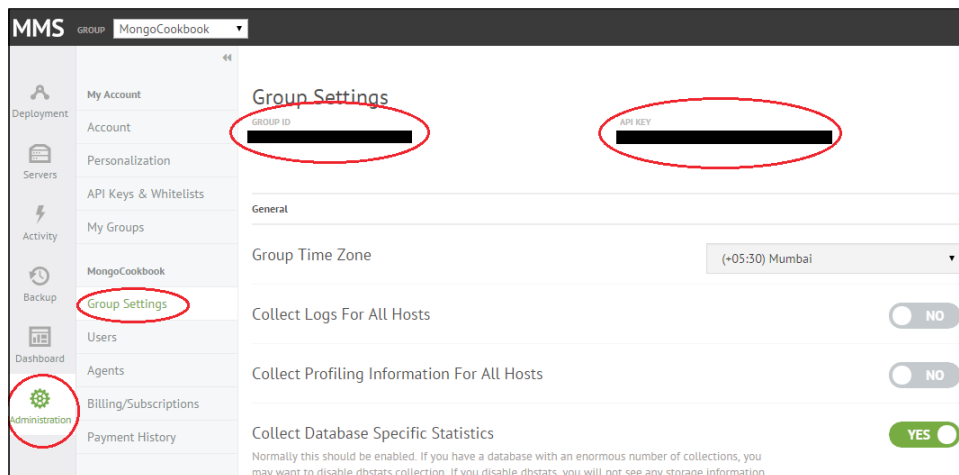 MMS GROUP MongoCookbook
Deployment
Servers
Activity
Backup
Dashboard
Administration
My Account
Account
Personalization
API Keys & Whitelists
My Groups
MongoCookbook
Group Settings
Users
Agents
Billing/Subscriptions
Payment History
Group Settings
GROUP ID
API KEY
General
Group Time Zone
(+05:30) Mumbai
Collect Logs For All Hosts
NO
Collect Profiling Information For All Hosts
NO
Collect Database Specific Statistics
YES
Normally this should be enabled. If you have a database with an enormous number of collections, you
may want to disable dbstats collection. If you disable dbstats, you will not see any storage information